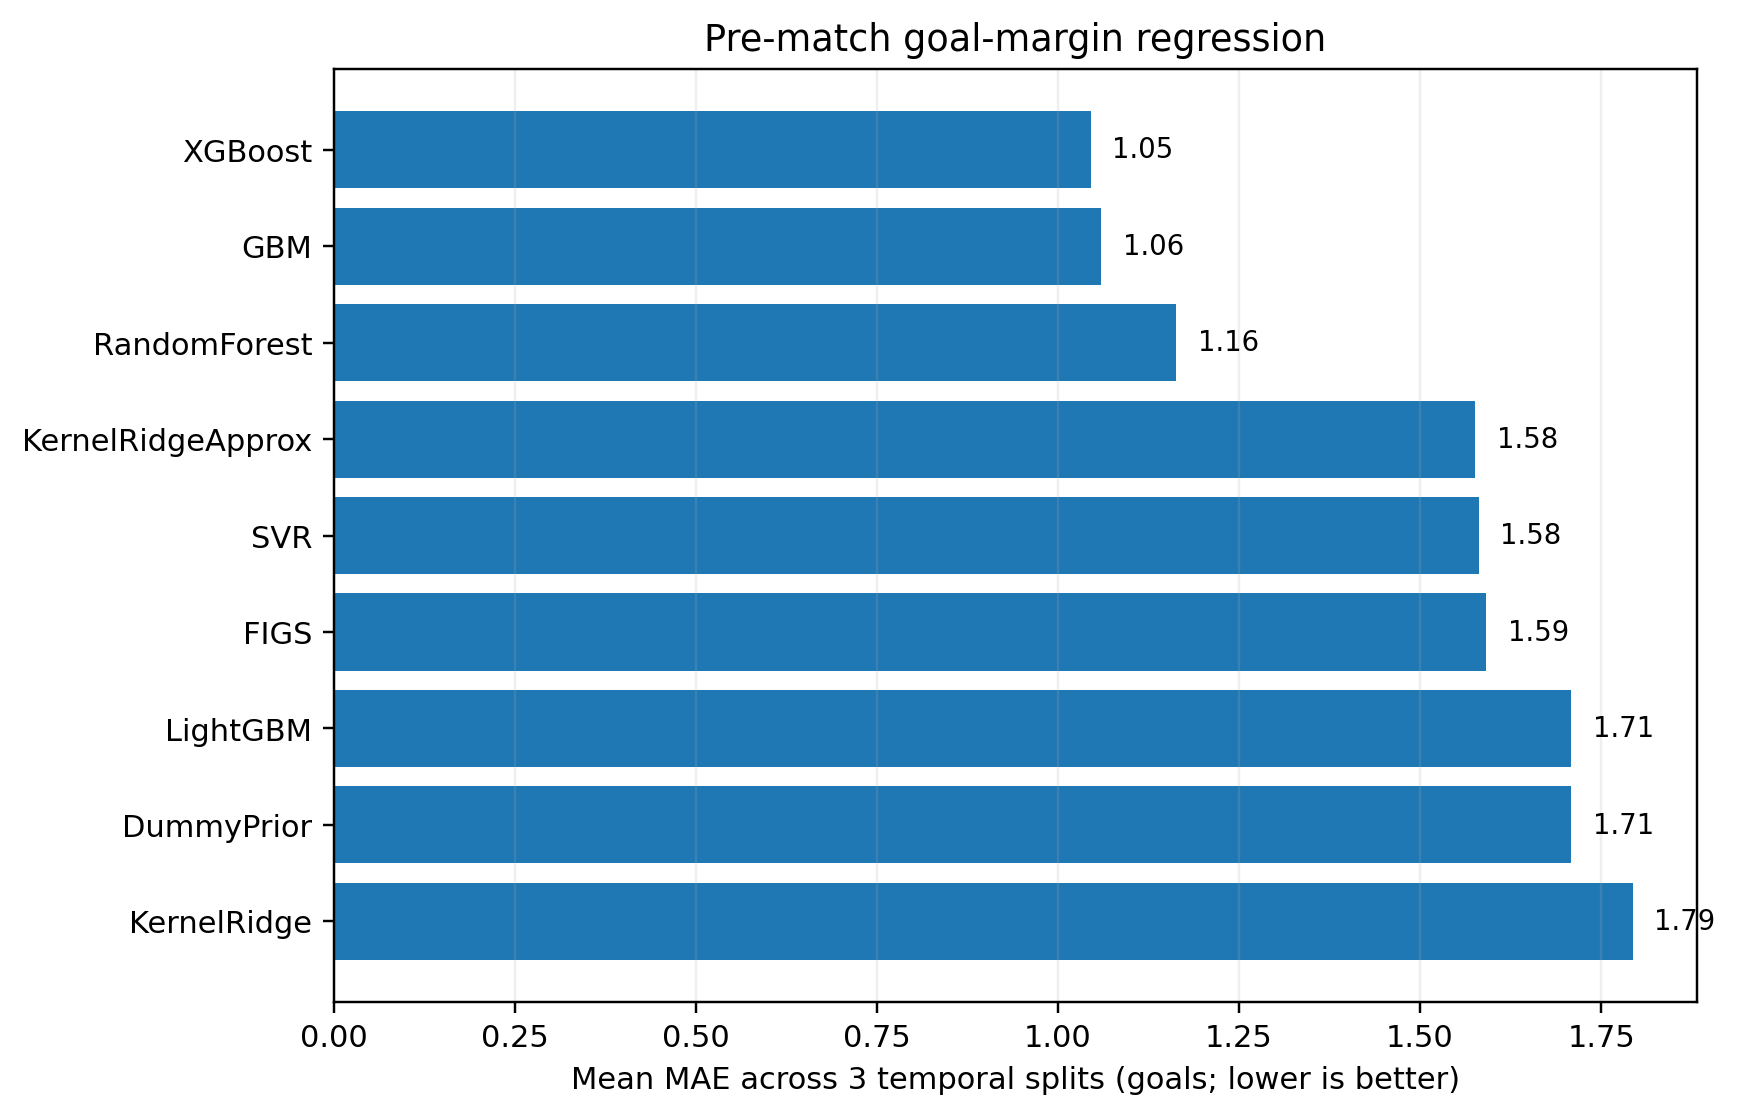 Pre-match goal-margin regression
XGBoost
1.05
GBM
1.06
RandomForest
1.16
KernelRidgeApprox
1.58
SVR
1.58
FIGS
1.59
LightGBM
1.71
DummyPrior
1.71
KernelRidge
1.79
0.00 0.25 0.50 0.75 1.00 1.25 1.50 1.75
Mean MAE across 3 temporal splits (goals; lower is better)